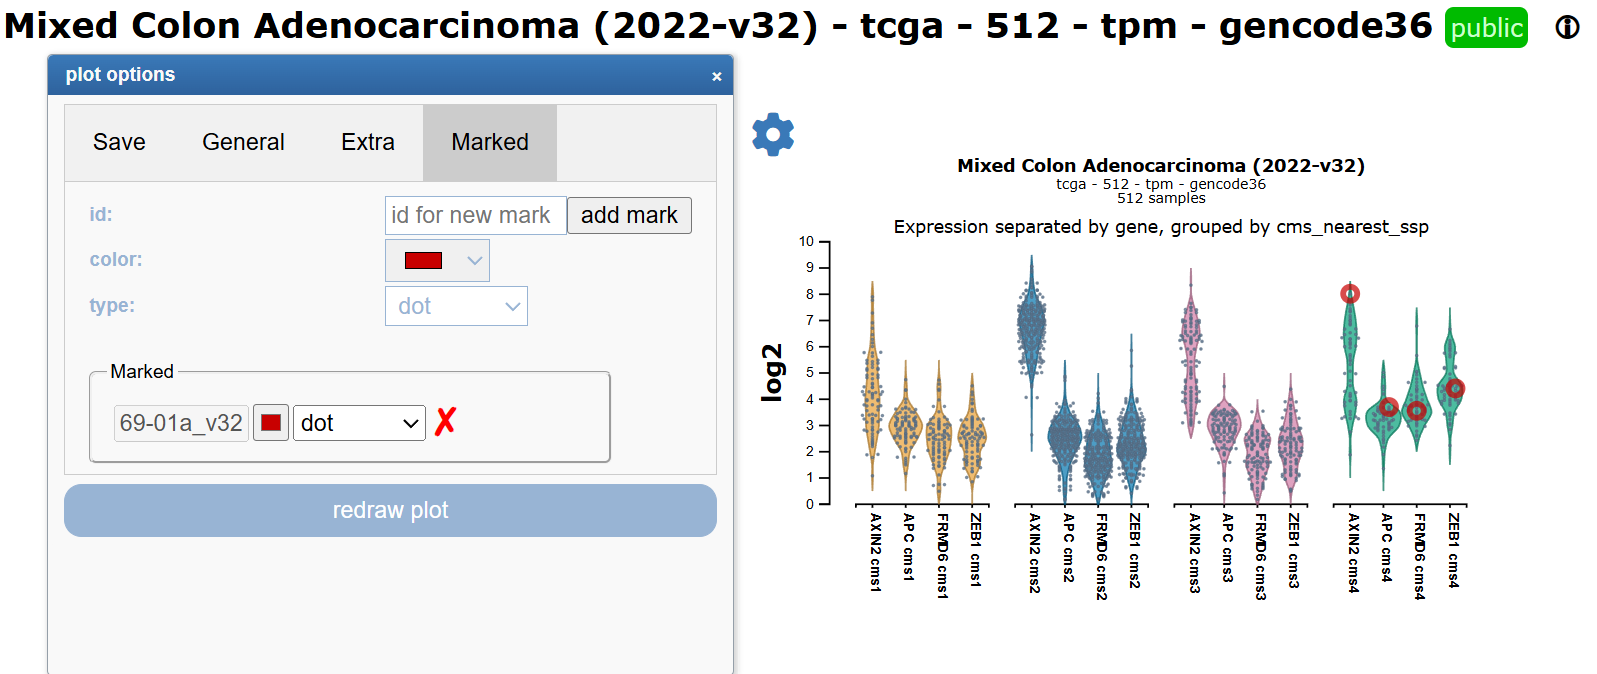 Mixed Colon Adenocarcinoma (2022-v32) - tcga - 512 - tpm - gencode36 public
plot options ×
Save General Extra Marked
id: id for new mark add mark
color:
type: dot
Marked
69-01a_v32 dot ✗
redraw plot
Mixed Colon Adenocarcinoma (2022-v32)
tcga - 512 - tpm - gencode36
512 samples
Expression separated by gene, grouped by cms_nearest_ssp
log2
10
9
8
7
6
5
4
3
2
1
0
AXIN2 cms1
APC cms1
FRMD6 cms1
ZEB1 cms1
AXIN2 cms2
APC cms2
FRMD6 cms2
ZEB1 cms2
AXIN2 cms3
APC cms3
FRMD6 cms3
ZEB1 cms3
AXIN2 cms4
APC cms4
FRMD6 cms4
ZEB1 cms4